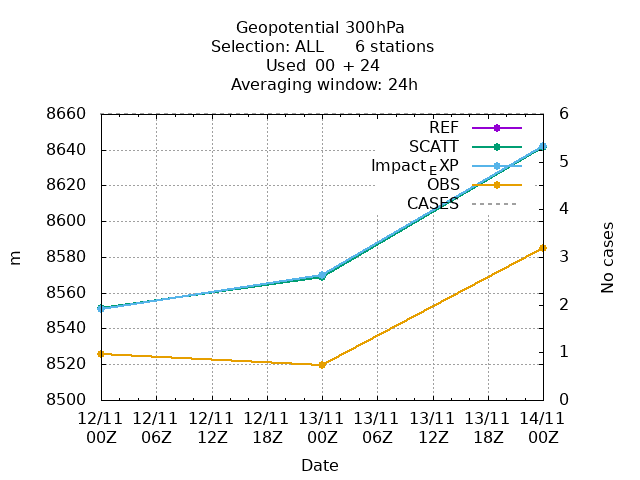 Geopotential 300hPa
Selection: ALL 6 stations
Used 00 + 24
Averaging window: 24h
8660
8640
8620
8600
8580
8560
8540
8520
8500
m
6
5
4
3
2
1
0
No cases
REF
SCATT
Impact_EXP
OBS
CASES
12/11 13/11 14/11
00Z 06Z 12Z 18Z 00Z 06Z 12Z 18Z 00Z
12/11 12/11 12/11 13/11 13/11 13/11
Date